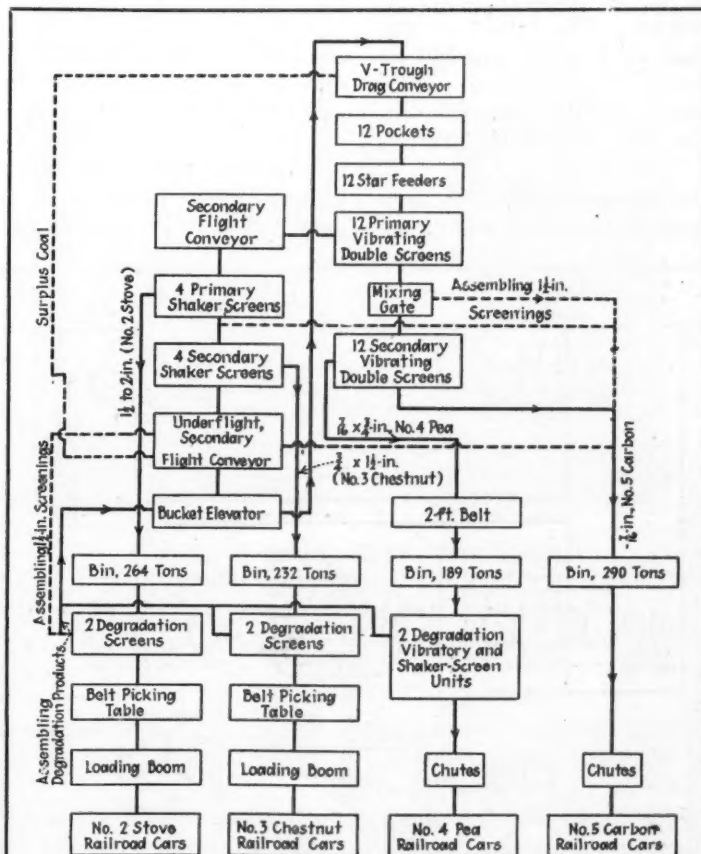 V-Trough
Drag Conveyor
12 Pockets
12 Star Feeders
Secondary
Flight
Conveyor
12 Primary
Vibrating
Double Screens
Surplus Coal
4 Primary
Shaker Screens
1½ to 2-in. (No. 2 Stove)
Mixing
Gate
Assembling 1½ in.
Screenings
4 Secondary
Shaker Screens
12 Secondary
Vibrating
Double Screens
Underflight,
Secondary
Flight Conveyor
No. 4 Pea
¾ x 1½-in.
(No. 3 Chestnut)
Bucket Elevator
2-ft. Belt
-7/16-in., No. 5 Carbon
Assembling 1½ in. Screenings
Bin, 264 Tons
Bin, 232 Tons
Bin, 189 Tons
Bin, 290 Tons
2 Degradation
Screens
2 Degradation
Screens
2 Degradation
Vibratory and
Shaker-Screen
Units
Assembling
Degradation Products
Belt Picking
Table
Belt Picking
Table
Loading Boom
Loading Boom
Chutes
Chutes
No. 2 Stove
Railroad Cars
No. 3 Chestnut
Railroad Cars
No. 4 Pea
Railroad Cars
No. 5 Carbon
Railroad Cars